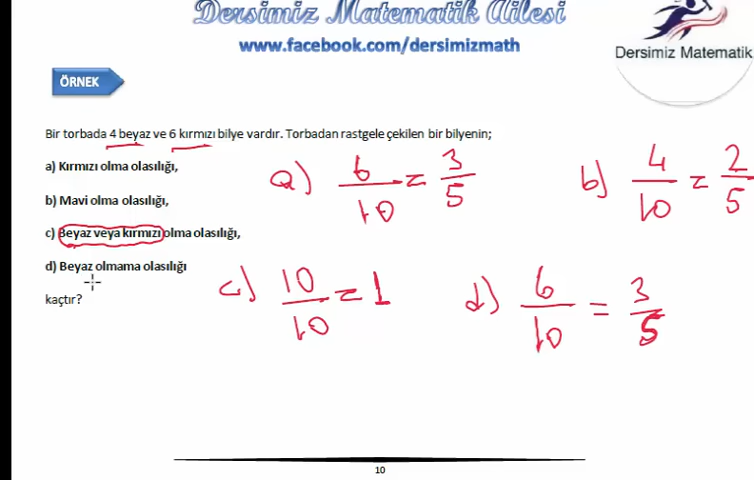 Dersimiz Matematik Ailesi
www.facebook.com/dersimizmath
Dersimiz Matematik
ÖRNEK
Bir torbada 4 beyaz ve 6 kırmızı bilye vardır. Torbadan rastgele çekilen bir bilyenin;
a) Kırmızı olma olasılığı,
b) Mavi olma olasılığı,
c) Beyaz veya kırmızı olma olasılığı,
d) Beyaz olmama olasılığı
kaçtır?
a) 6/10 = 3/5
b) 4/10 = 2/5
c) 10/10 = 1
d) 6/10 = 3/5
10